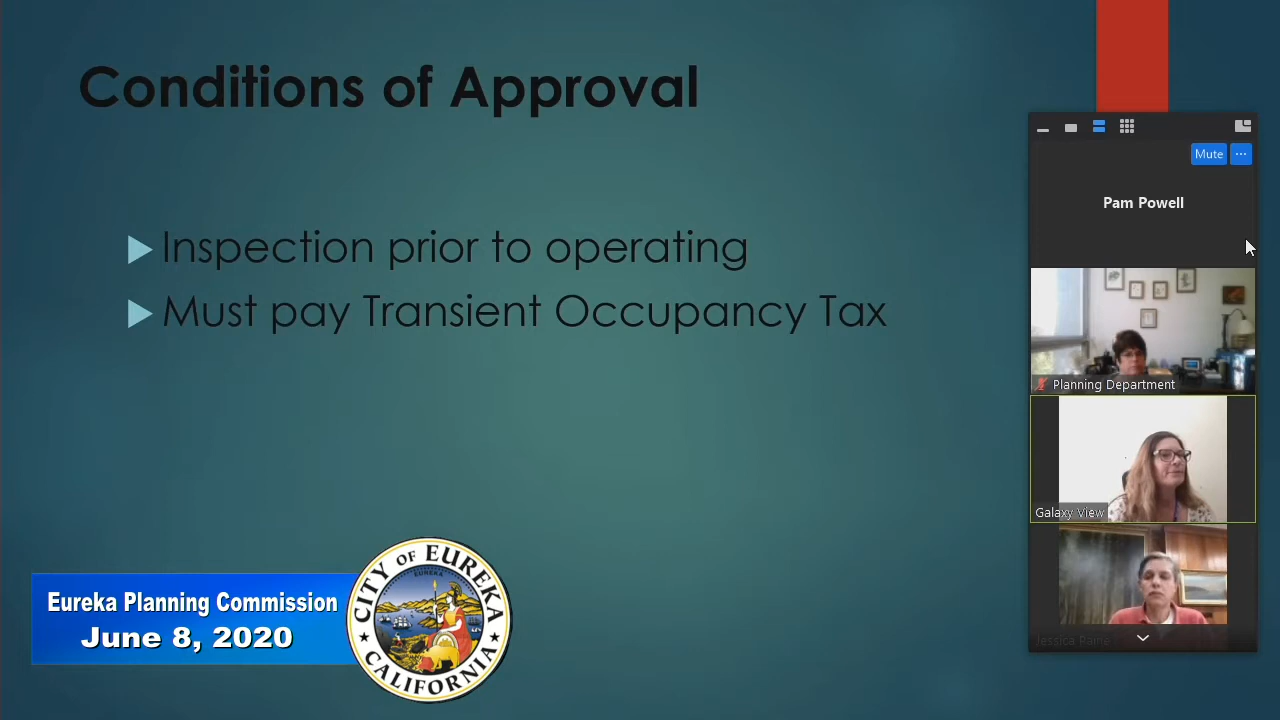 Conditions of Approval
Inspection prior to operating
Must pay Transient Occupancy Tax
Mute
Pam Powell
Planning Department
Galaxy View
Eureka Planning Commission
June 8, 2020
CITY OF EUREKA
EUREKA
CALIFORNIA